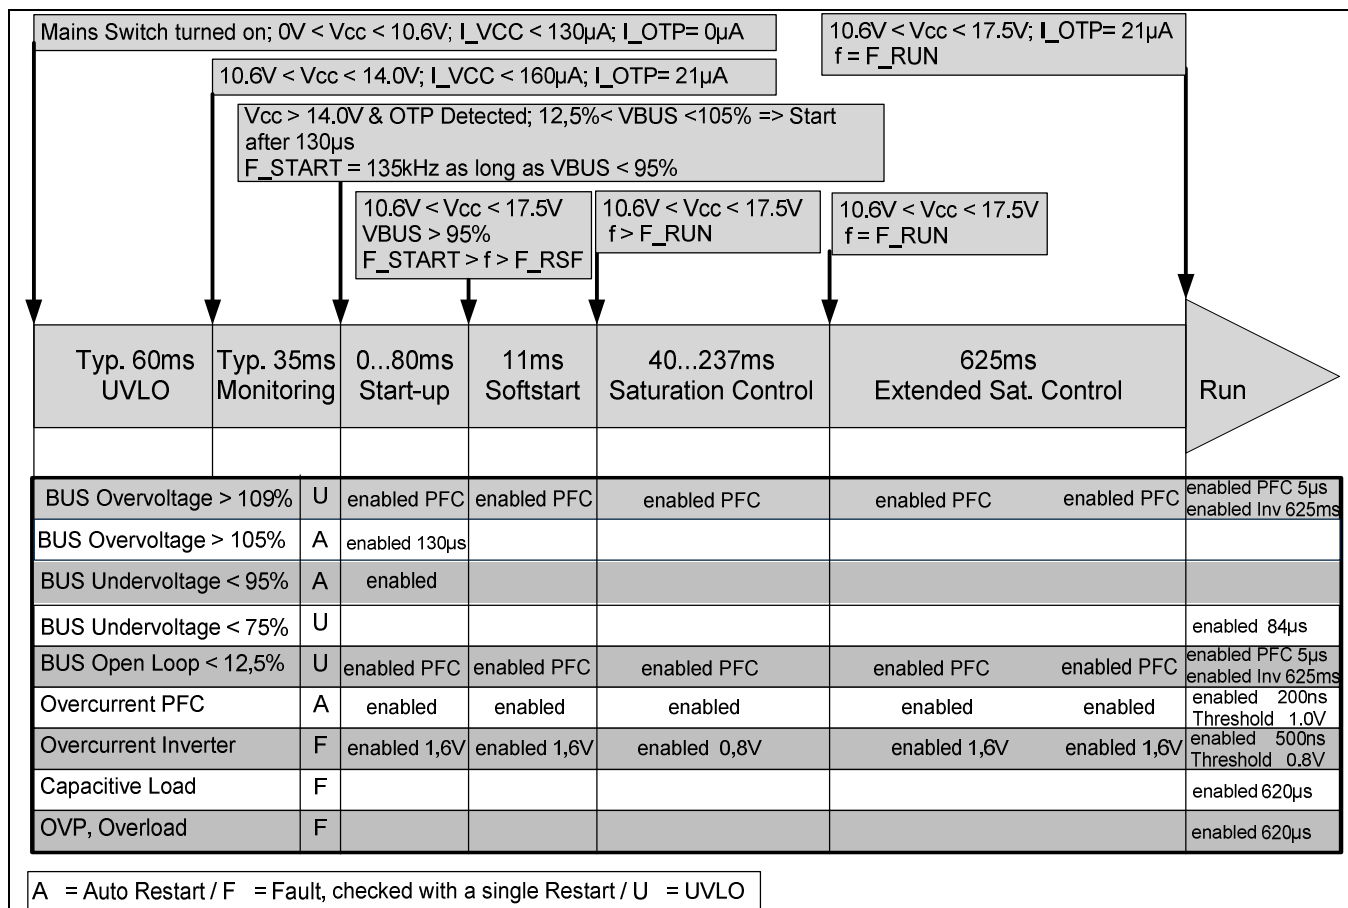 Mains Switch turned on; 0V < Vcc < 10.6V; I_VCC < 130µA; I_OTP= 0µA
10.6V < Vcc < 17.5V; I_OTP= 21µA
f = F_RUN
10.6V < Vcc < 14.0V; I_VCC < 160µA; I_OTP= 21µA
Vcc > 14.0V & OTP Detected; 12,5%< VBUS <105% => Start
after 130µs
F_START = 135kHz as long as VBUS < 95%
10.6V < Vcc < 17.5V
VBUS > 95%
F_START > f > F_RSF
10.6V < Vcc < 17.5V
f > F_RUN
10.6V < Vcc < 17.5V
f = F_RUN
Typ. 60ms
UVLO
Typ. 35ms
Monitoring
0...80ms
Start-up
11ms
Softstart
40...237ms
Saturation Control
625ms
Extended Sat. Control
Run
BUS Overvoltage > 109% U enabled PFC enabled PFC enabled PFC enabled PFC enabled PFC enabled PFC 5µs
enabled Inv 625ms
BUS Overvoltage > 105% A enabled 130µs
BUS Undervoltage < 95% A enabled
BUS Undervoltage < 75% U enabled 84µs
BUS Open Loop < 12,5% U enabled PFC enabled PFC enabled PFC enabled PFC enabled PFC enabled PFC 5µs
enabled Inv 625ms
Overcurrent PFC A enabled enabled enabled enabled enabled enabled 200ns
Threshold 1.0V
Overcurrent Inverter F enabled 1,6V enabled 1,6V enabled 0,8V enabled 1,6V enabled 1,6V enabled 500ns
Threshold 0.8V
Capacitive Load F enabled 620µs
OVP, Overload F enabled 620µs
A = Auto Restart / F = Fault, checked with a single Restart / U = UVLO